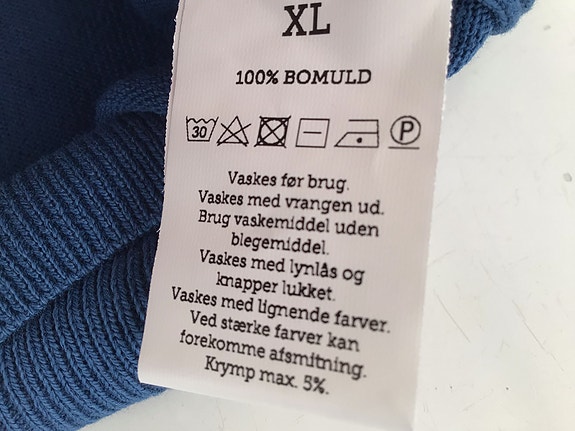 XL
100% BOMULD
30 P
Vaskes før brug.
Vaskes med vrangen ud.
Brug vaskemiddel uden
blegemiddel.
Vaskes med lynlås og
knapper lukket.
Vaskes med lignende farver.
Ved stærke farver kan
forekomme afsmitning.
Krymp max. 5%.